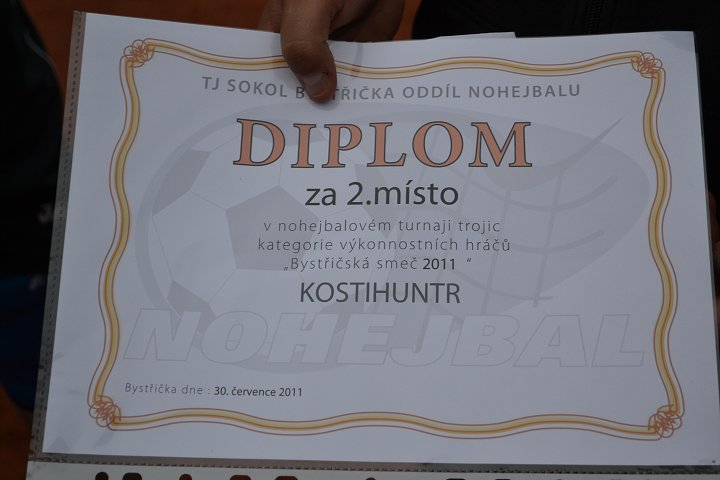 TJ SOKOL BYSTŘIČKA ODDÍL NOHEJBALU
DIPLOM
za 2.místo
v nohejbalovém turnaji trojic
kategorie výkonnostních hráčů
„Bystřičská smeč 2011 “
KOSTIHUNTR
NOHEJBAL
Bystřička dne : 30. července 2011